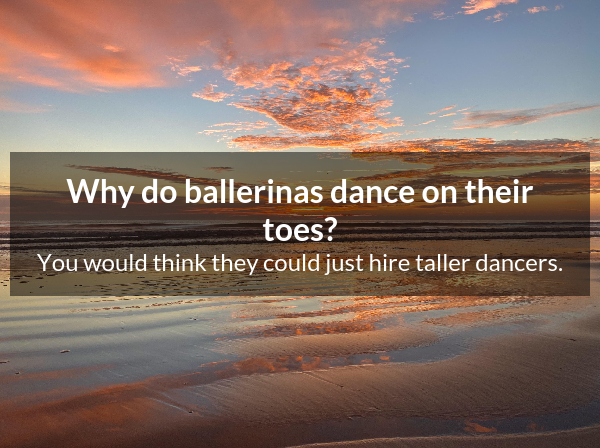 Why do ballerinas dance on their
toes?
You would think they could just hire taller dancers.